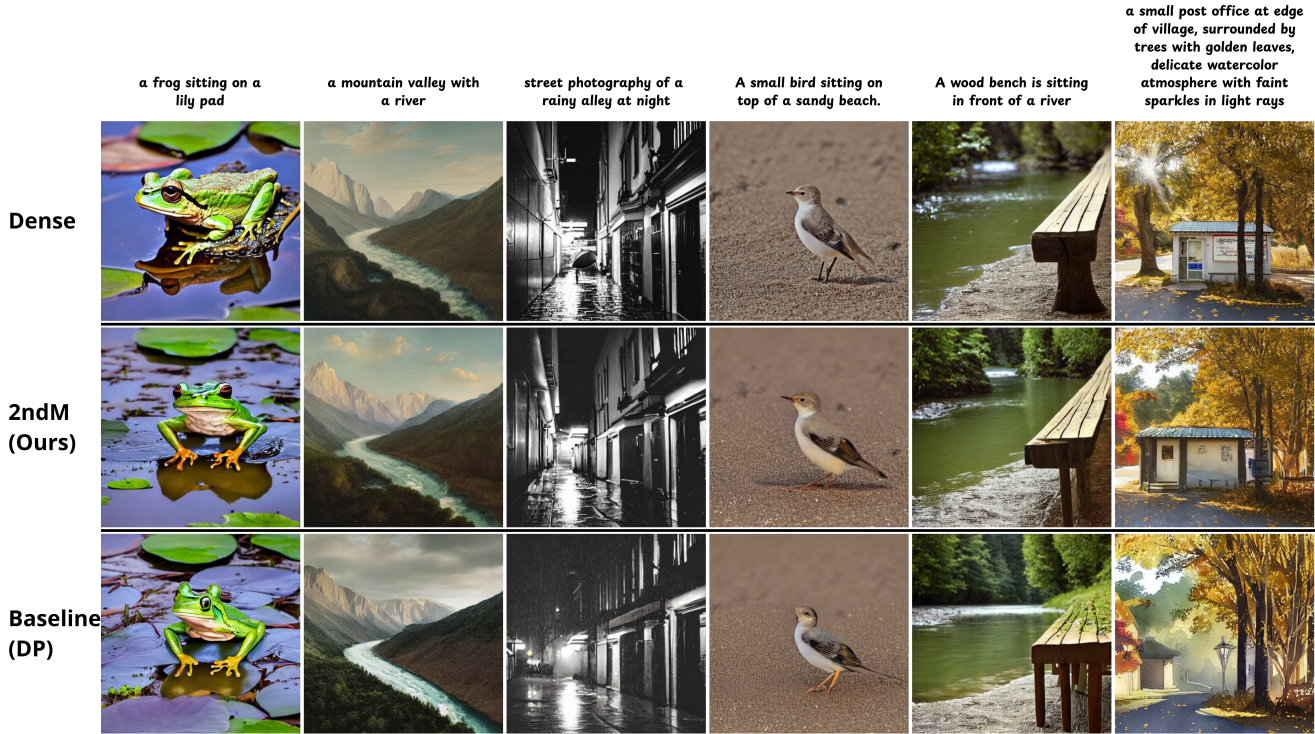 a small post office at edge
of village, surrounded by
trees with golden leaves,
delicate watercolor
atmosphere with faint
sparkles in light rays
a frog sitting on a
lily pad
a mountain valley with
a river
street photography of a
rainy alley at night
A small bird sitting on
top of a sandy beach.
A wood bench is sitting
in front of a river
Dense
2ndM
(Ours)
Baseline
(DP)